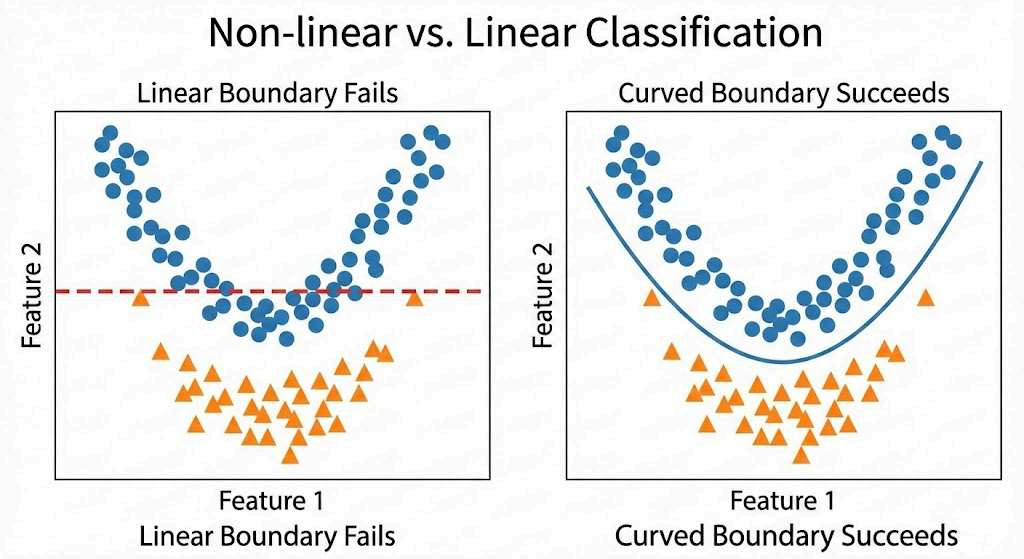 Non-linear vs. Linear Classification
Linear Boundary Fails
Feature 2
Feature 1
Linear Boundary Fails
Curved Boundary Succeeds
Feature 2
Feature 1
Curved Boundary Succeeds